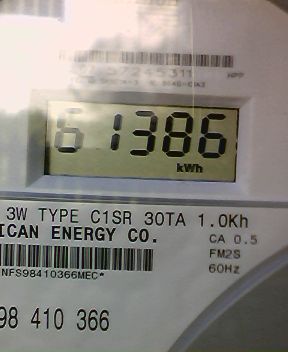 57245311
61386
kWh
3W TYPE C1SR 30TA 1.0Kh
ICAN ENERGY CO.
CA 0.5
FM2S
60Hz
NFS98410366MEC*
98 410 366